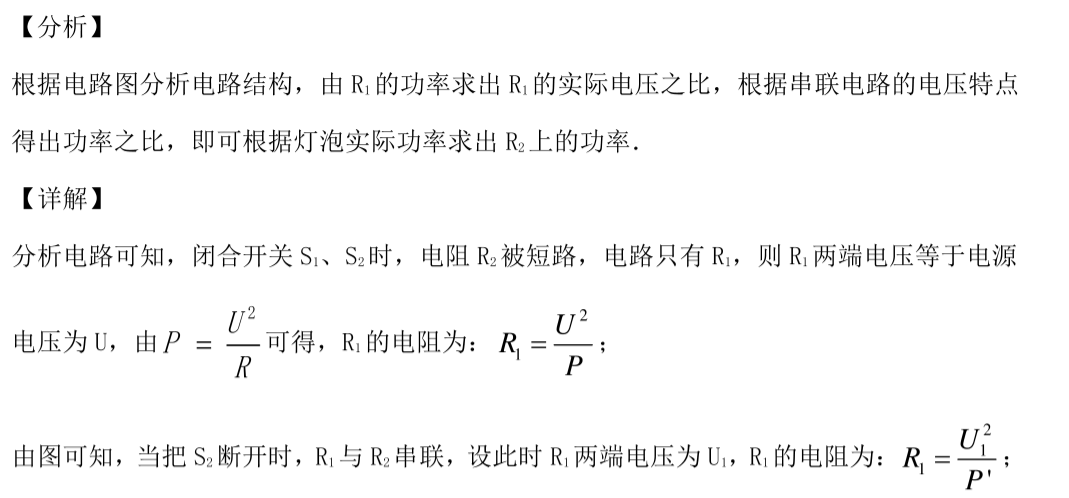 【分析】
根据电路图分析电路结构，由 R₁的功率求出 R₁的实际电压之比，根据串联电路的电压特点
得出功率之比，即可根据灯泡实际功率求出 R₂上的功率．
【详解】
分析电路可知，闭合开关 S₁、S₂时，电阻 R₂被短路，电路只有 R₁，则 R₁两端电压等于电源
电压为 U，由 P = U²/R 可得，R₁的电阻为：R₁ = U²/P；
由图可知，当把 S₂断开时，R₁与 R₂串联，设此时 R₁两端电压为 U₁，R₁的电阻为：R₁ = U₁²/P'；